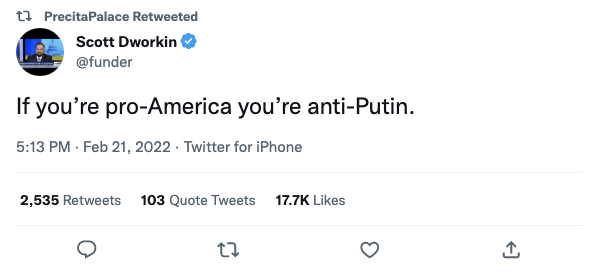 PrecitaPalace Retweeted
Scott Dworkin
@funder
If you’re pro-America you’re anti-Putin.
5:13 PM · Feb 21, 2022 · Twitter for iPhone
2,535 Retweets 103 Quote Tweets 17.7K Likes